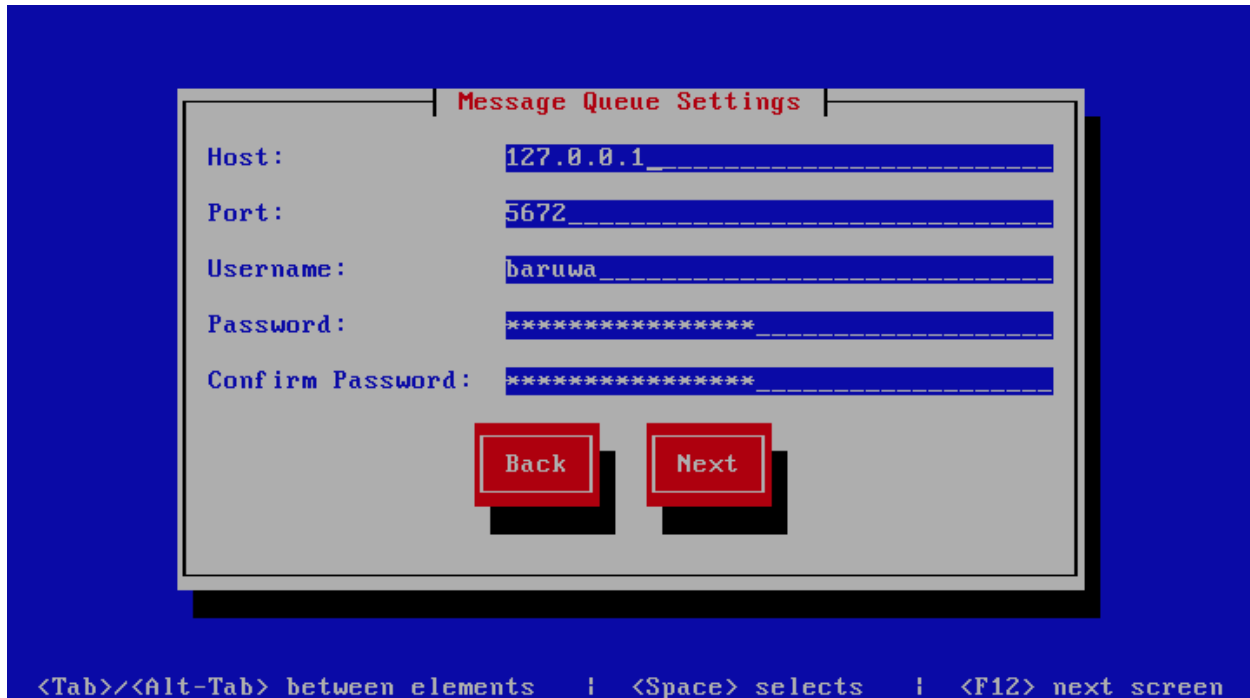 Message Queue Settings
Host: 127.0.0.1
Port: 5672
Username: baruwa
Password: ****************
Confirm Password: ****************
Back Next
<Tab>/<Alt-Tab> between elements | <Space> selects | <F12> next screen